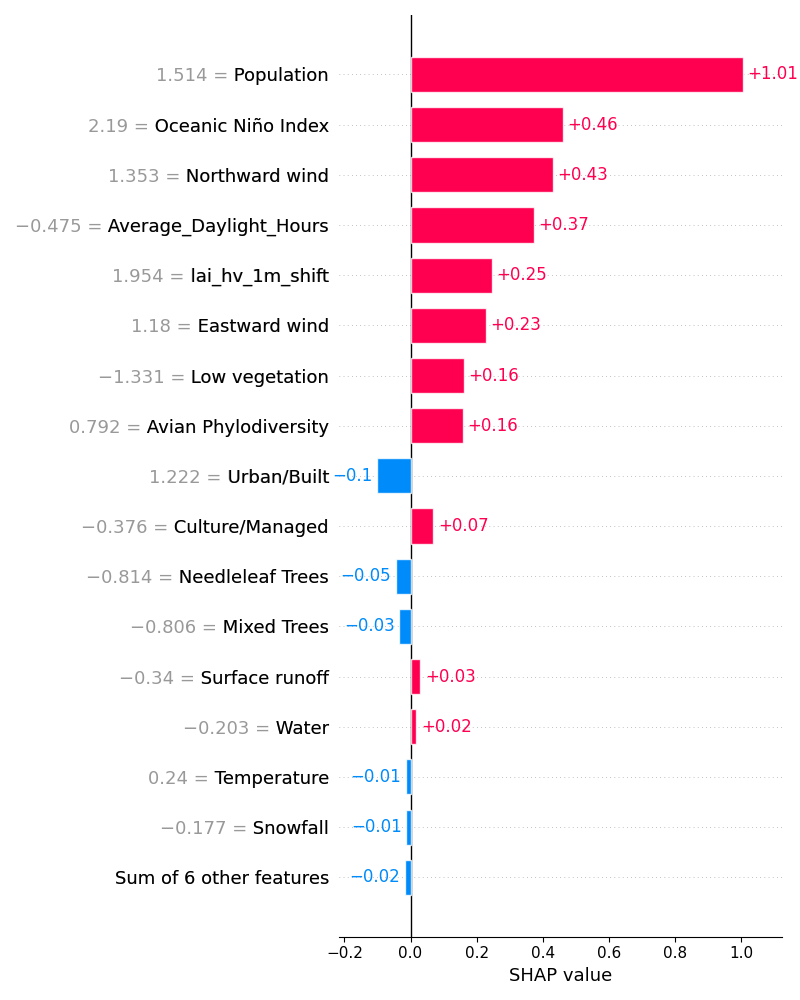 1.514 = Population
+1.01
2.19 = Oceanic Niño Index
+0.46
1.353 = Northward wind
+0.43
−0.475 = Average_Daylight_Hours
+0.37
1.954 = lai_hv_1m_shift
+0.25
1.18 = Eastward wind
+0.23
−1.331 = Low vegetation
+0.16
0.792 = Avian Phylodiversity
+0.16
1.222 = Urban/Built
−0.1
−0.376 = Culture/Managed
+0.07
−0.814 = Needleleaf Trees
−0.05
−0.806 = Mixed Trees
−0.03
−0.34 = Surface runoff
+0.03
−0.203 = Water
+0.02
0.24 = Temperature
−0.01
−0.177 = Snowfall
−0.01
Sum of 6 other features
−0.02
−0.2 0.0 0.2 0.4 0.6 0.8 1.0
SHAP value